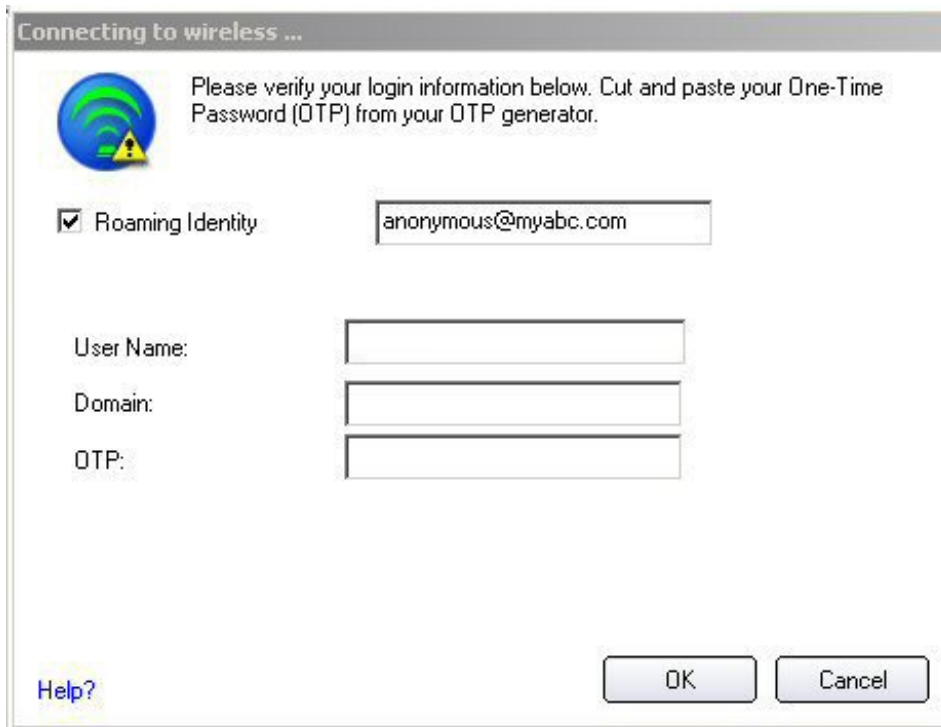 Connecting to wireless ...
Please verify your login information below. Cut and paste your One-Time
Password (OTP) from your OTP generator.
Roaming Identity anonymous@myabc.com
User Name:
Domain:
OTP:
Help? OK Cancel